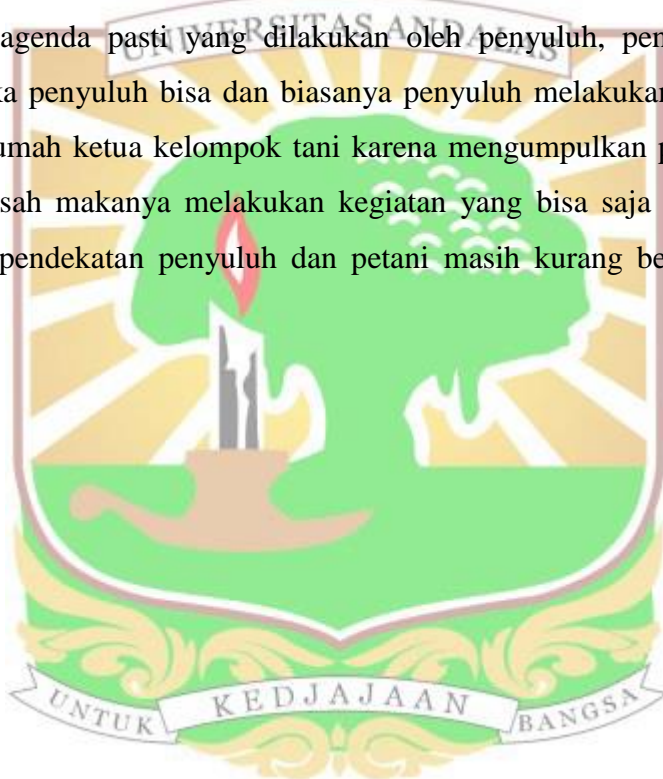 agenda pasti yang dilakukan oleh penyuluh, pen
UNIVERSITAS ANDALAS
ka penyuluh bisa dan biasanya penyuluh melakukan
umah ketua kelompok tani karena mengumpulkan p
sah makanya melakukan kegiatan yang bisa saja
pendekatan penyuluh dan petani masih kurang be
UNTUK KEDJAJAAN BANGSA